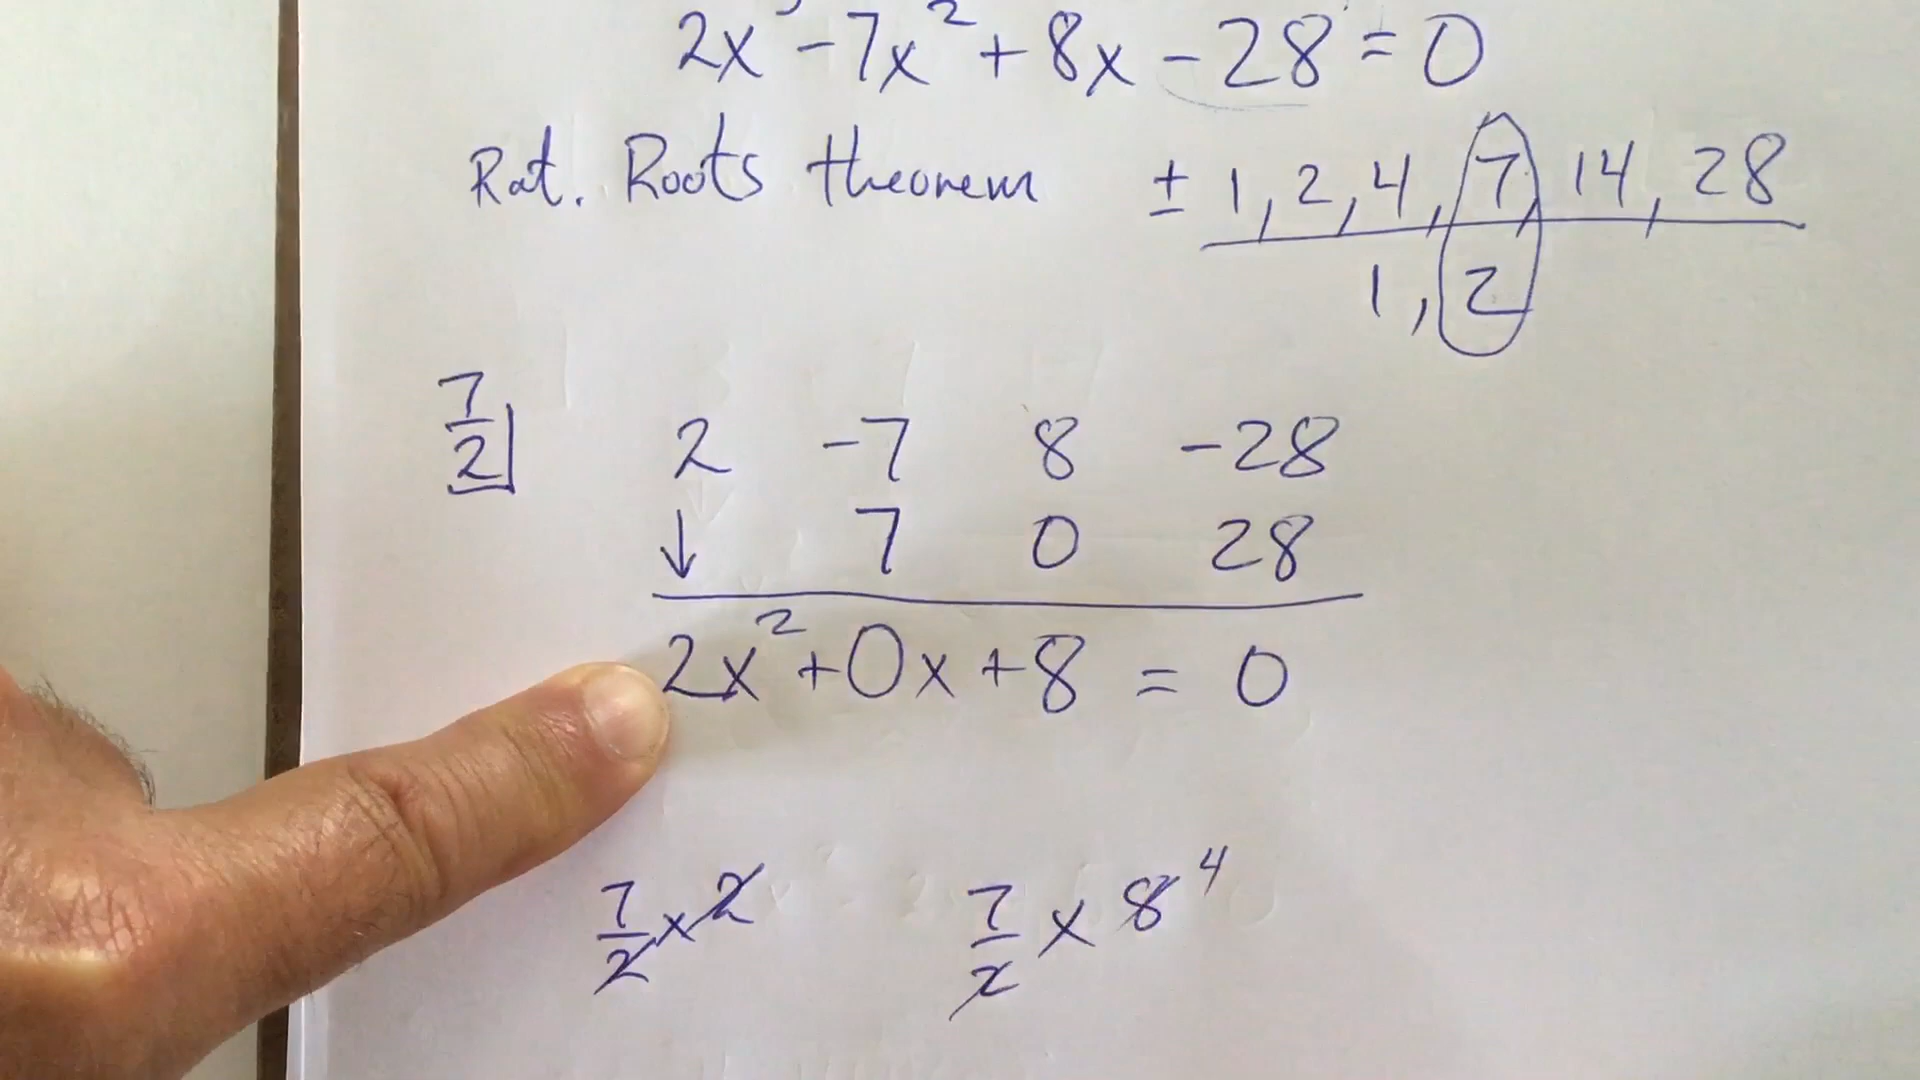 2x³ - 7x² + 8x - 28 = 0
Rat. Roots theorem ± 1, 2, 4, 7, 14, 28
1, 2
7/2 2 -7 8 -28
↓ 7 0 28
2x² + 0x + 8 = 0
7/2 x 2 7/2 x 8 4